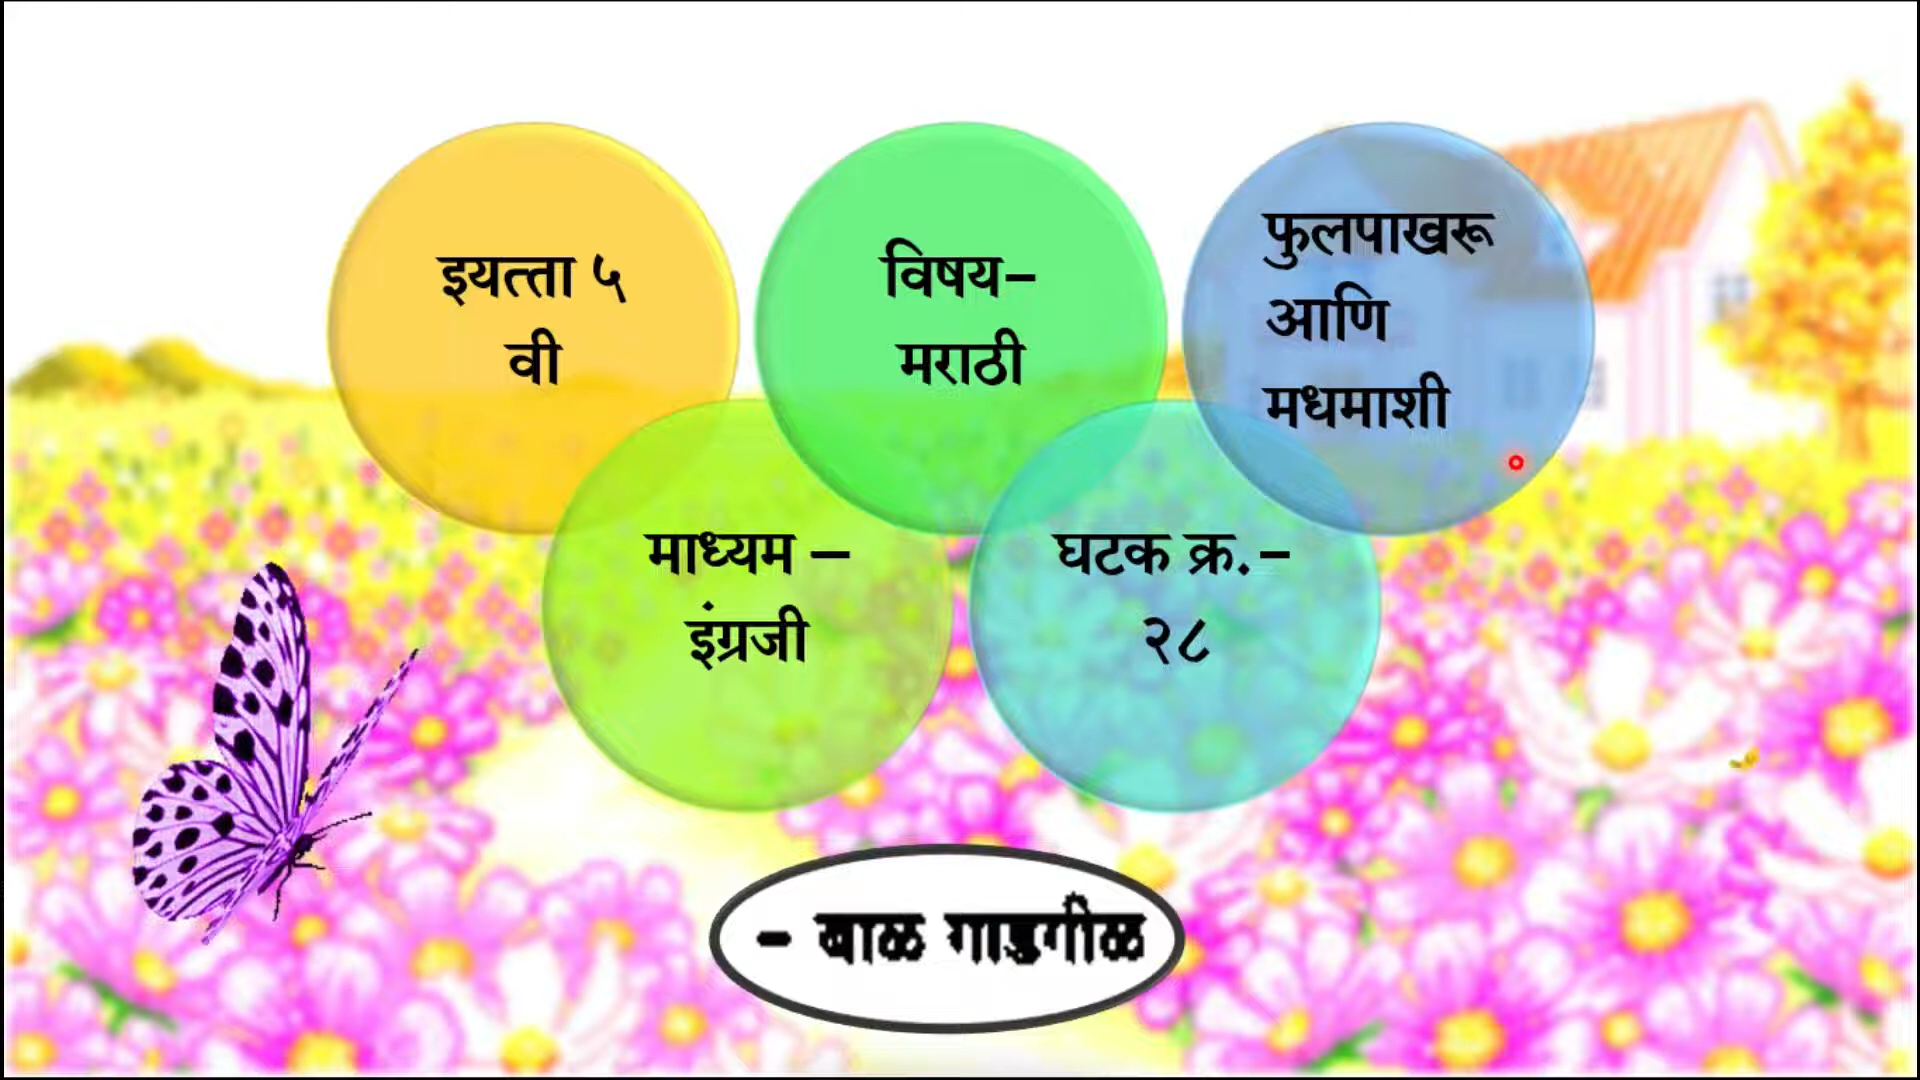 इयत्ता ५
वी
विषय–
मराठी
फुलपाखरू
आणि
मधमाशी
माध्यम –
इंग्रजी
घटक क्र.–
२८
- बाळ गाडगीळ